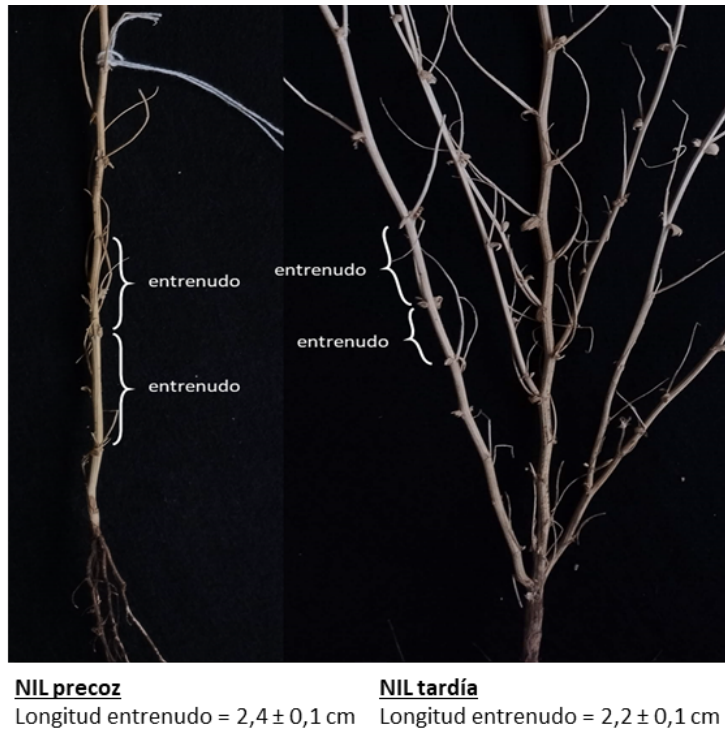 entrenudo
entrenudo
entrenudo
entrenudo
NIL precoz
Longitud entrenudo = 2,4 ± 0,1 cm
NIL tardía
Longitud entrenudo = 2,2 ± 0,1 cm